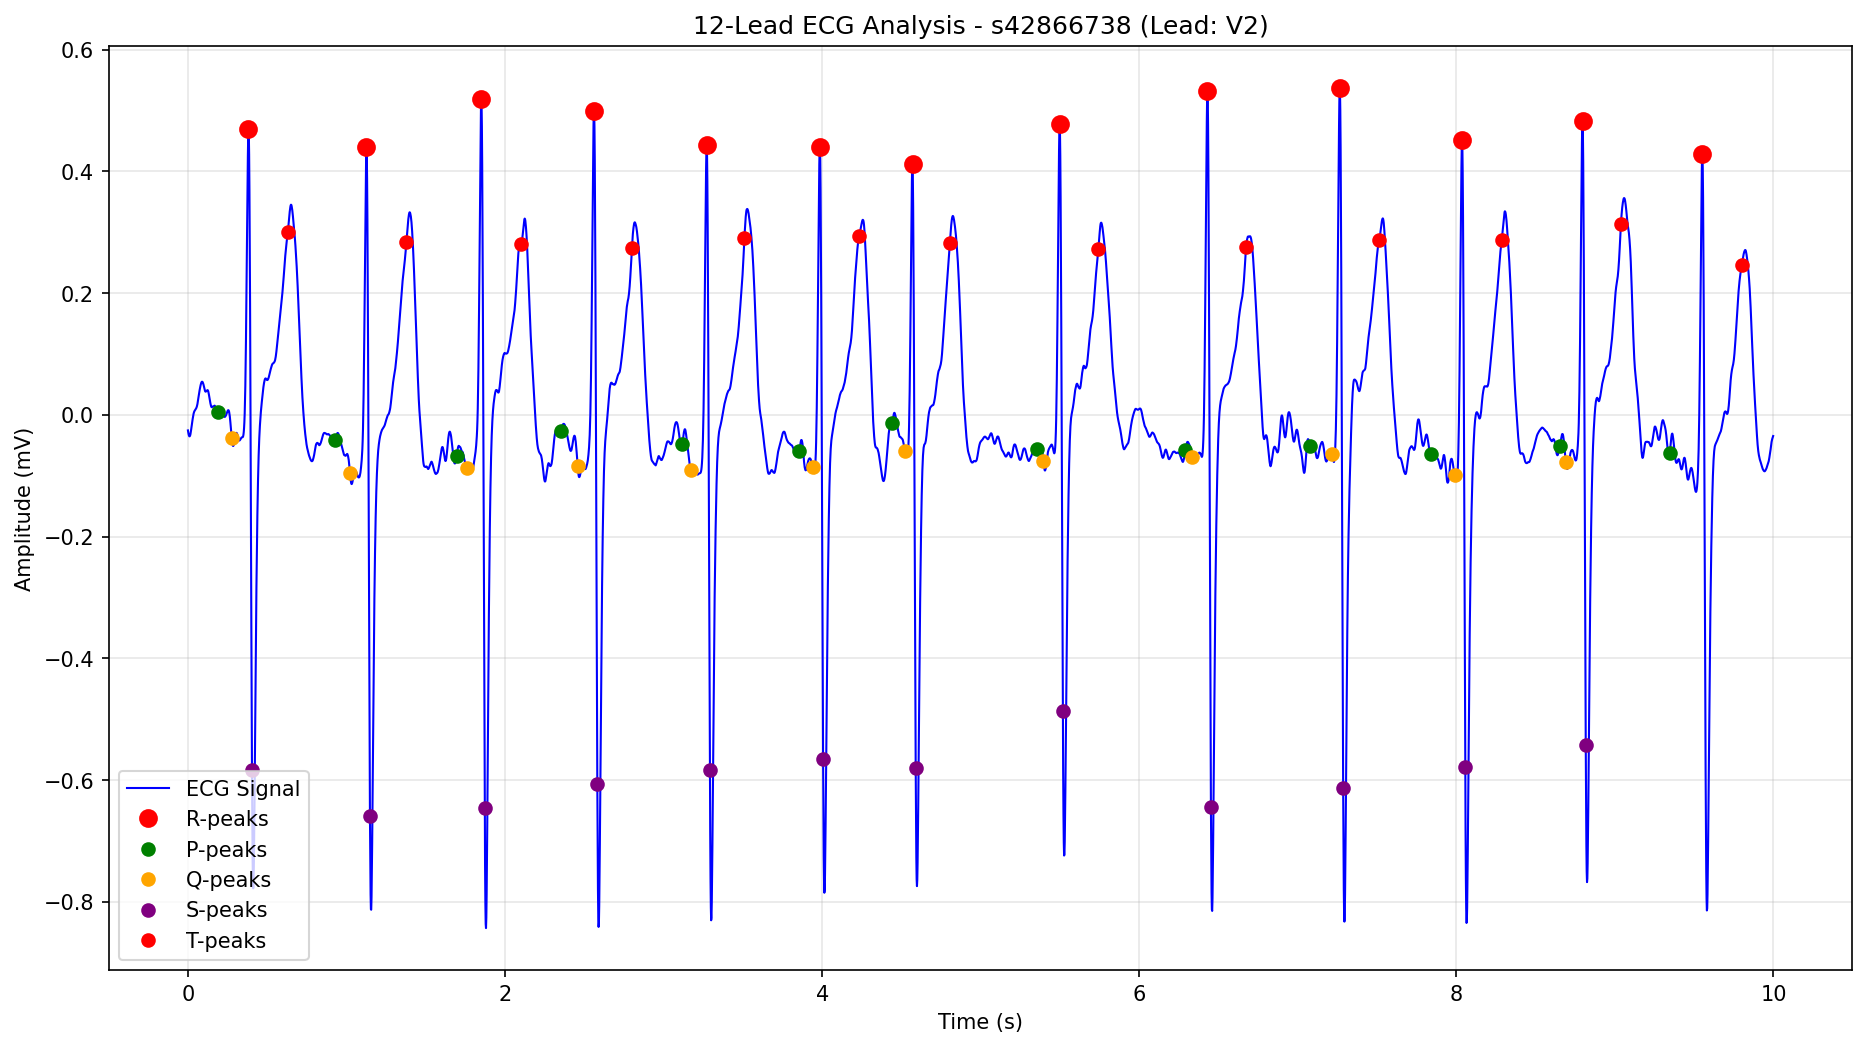 12-Lead ECG Analysis - s42866738 (Lead: V2)
Amplitude (mV)
0.6
0.4
0.2
0.0
−0.2
−0.4
−0.6
−0.8
ECG Signal
R-peaks
P-peaks
Q-peaks
S-peaks
T-peaks
0 2 4 6 8 10
Time (s)